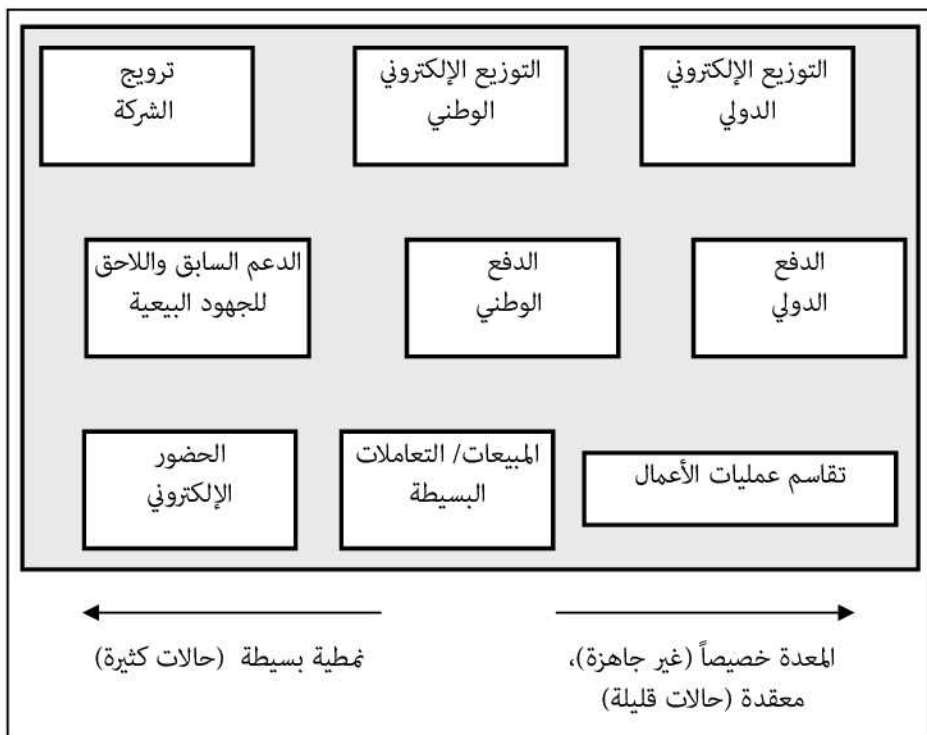 التوزيع الإلكتروني
الدولي
التوزيع الإلكتروني
الوطني
ترويج
الشركة
الدفع
الدولي
الدفع
الوطني
الدعم السابق واللاحق
للجهود البيعية
تقاسم عمليات الأعمال
المبيعات/ التعاملات
البسيطة
الحضور
الإلكتروني
المعدة خصيصاً (غير جاهزة)،
معقدة (حالات قليلة)
نمطية بسيطة (حالات كثيرة)